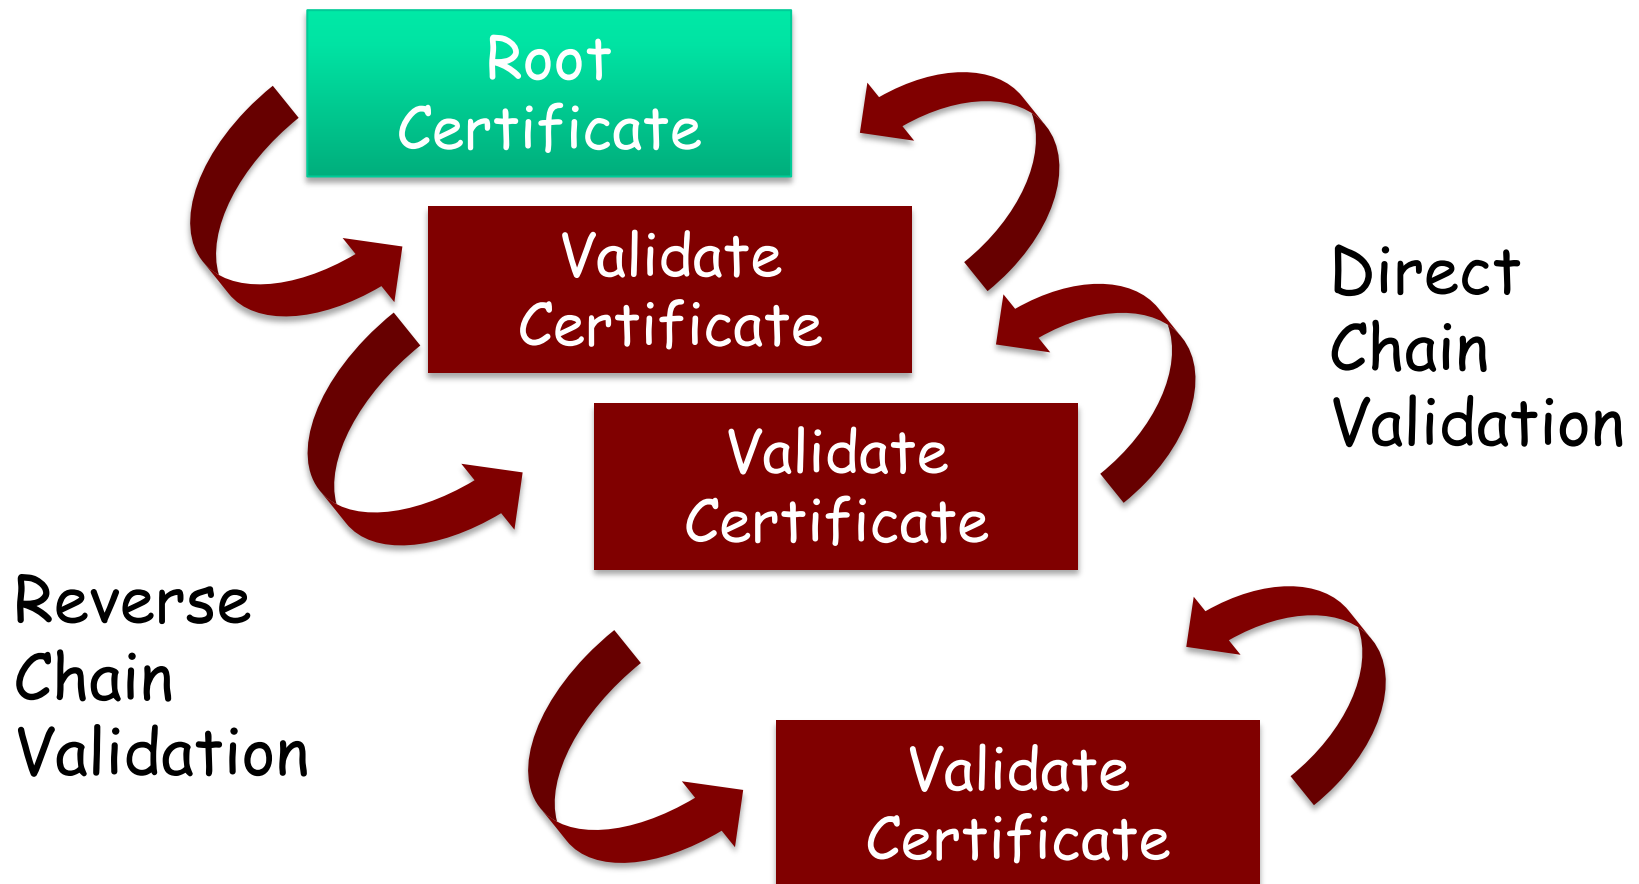 Root
Certificate
Validate
Certificate
Direct
Chain
Validation
Validate
Certificate
Reverse
Chain
Validation
Validate
Certificate